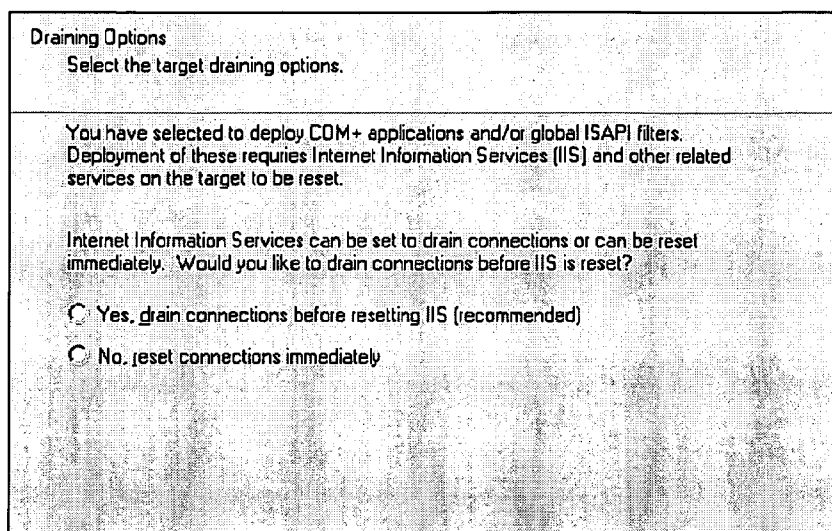 Draining Options
Select the target draining options.
You have selected to deploy COM+ applications and/or global ISAPI filters.
Deployment of these requries Internet Information Services (IIS) and other related
services on the target to be reset.
Internet Information Services can be set to drain connections or can be reset
immediately. Would you like to drain connections before IIS is reset?
Yes, drain connections before resetting IIS (recommended)
No, reset connections immediately